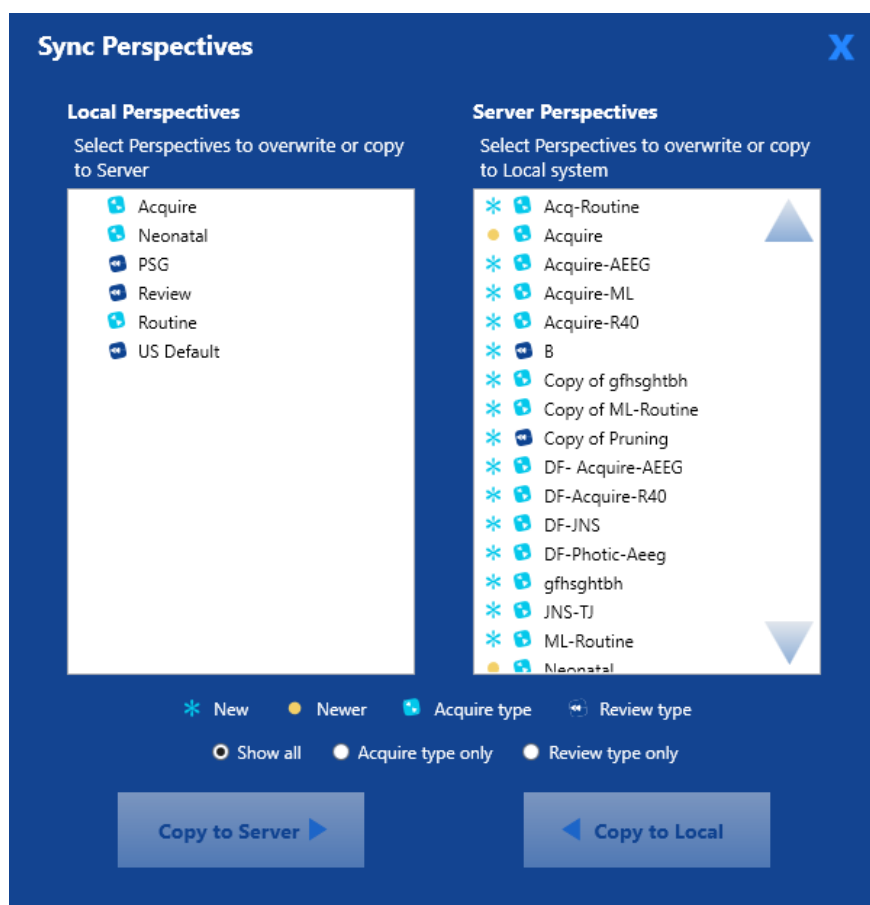 Sync Perspectives
X
Local Perspectives
Select Perspectives to overwrite or copy
to Server
Acquire
Neonatal
PSG
Review
Routine
US Default
Server Perspectives
Select Perspectives to overwrite or copy
to Local system
Acq-Routine
Acquire
Acquire-AEEG
Acquire-ML
Acquire-R40
B
Copy of gfhsghtbh
Copy of ML-Routine
Copy of Pruning
DF- Acquire-AEEG
DF-Acquire-R40
DF-JNS
DF-Photic-Aeeg
gfhsghtbh
JNS-TJ
ML-Routine
Neonatal
New Newer Acquire type Review type
Show all Acquire type only Review type only
Copy to Server
Copy to Local